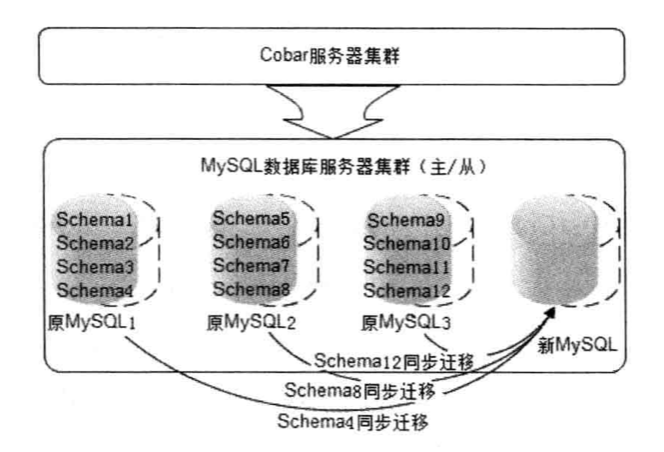 Cobar服务器集群
MySQL数据库服务器集群（主/从）
Schema1
Schema2
Schema3
Schema4
原MySQL1
Schema5
Schema6
Schema7
Schema8
原MySQL2
Schema9
Schema10
Schema11
Schema12
原MySQL3
新MySQL
Schema12同步迁移
Schema8同步迁移
Schema4同步迁移